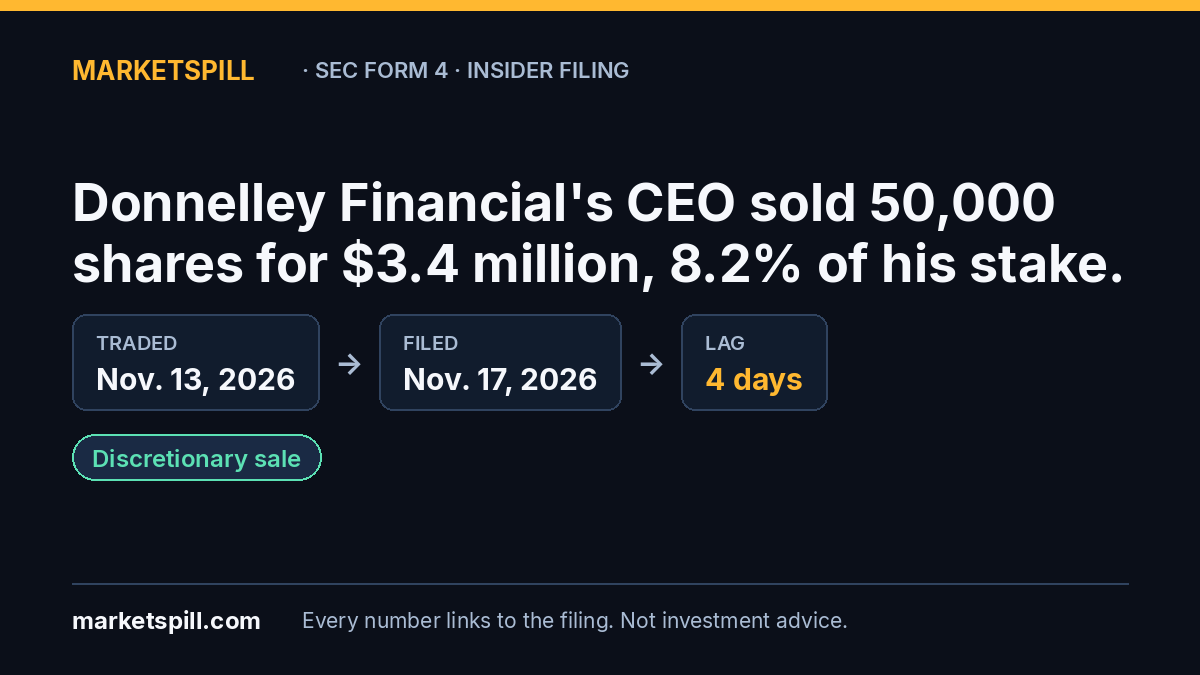 MARKETSPILL · SEC FORM 4 · INSIDER FILING
Donnelley Financial's CEO sold 50,000
shares for $3.4 million, 8.2% of his stake.
TRADED
Nov. 13, 2026
→
FILED
Nov. 17, 2026
→
LAG
4 days
Discretionary sale
marketspill.com
Every number links to the filing. Not investment advice.